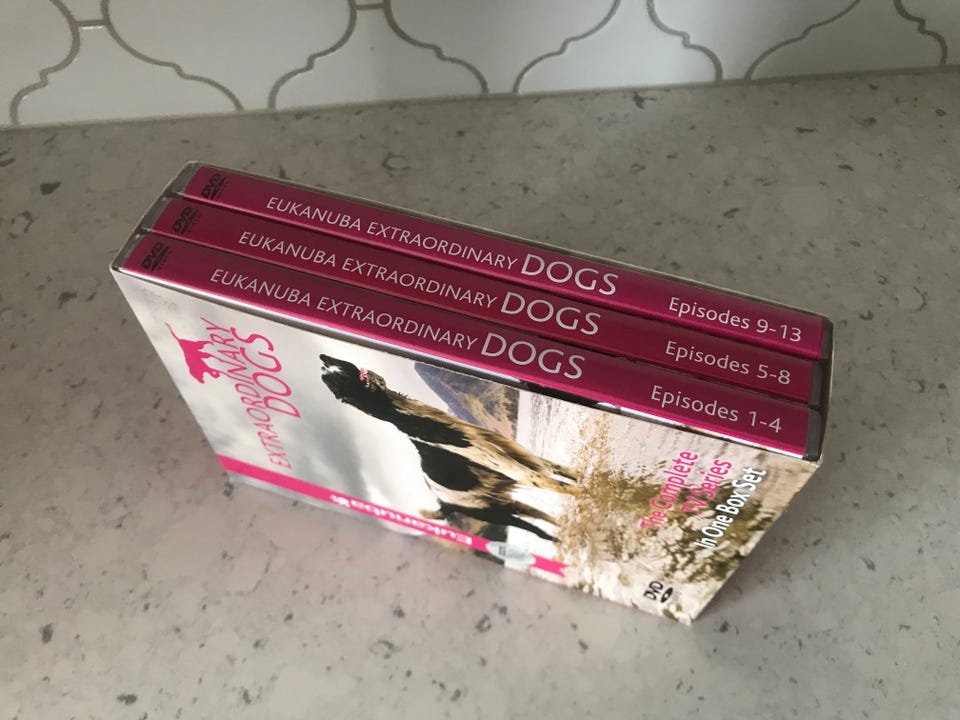 DVD
EUKANUBA EXTRAORDINARY DOGS
Episodes 9-13
DVD
EUKANUBA EXTRAORDINARY DOGS
Episodes 5-8
DVD
EUKANUBA EXTRAORDINARY DOGS
Episodes 1-4
EXTRAORDINARY
DOGS
The Complete
TV Series
In One Box Set
Eukanuba
DVD